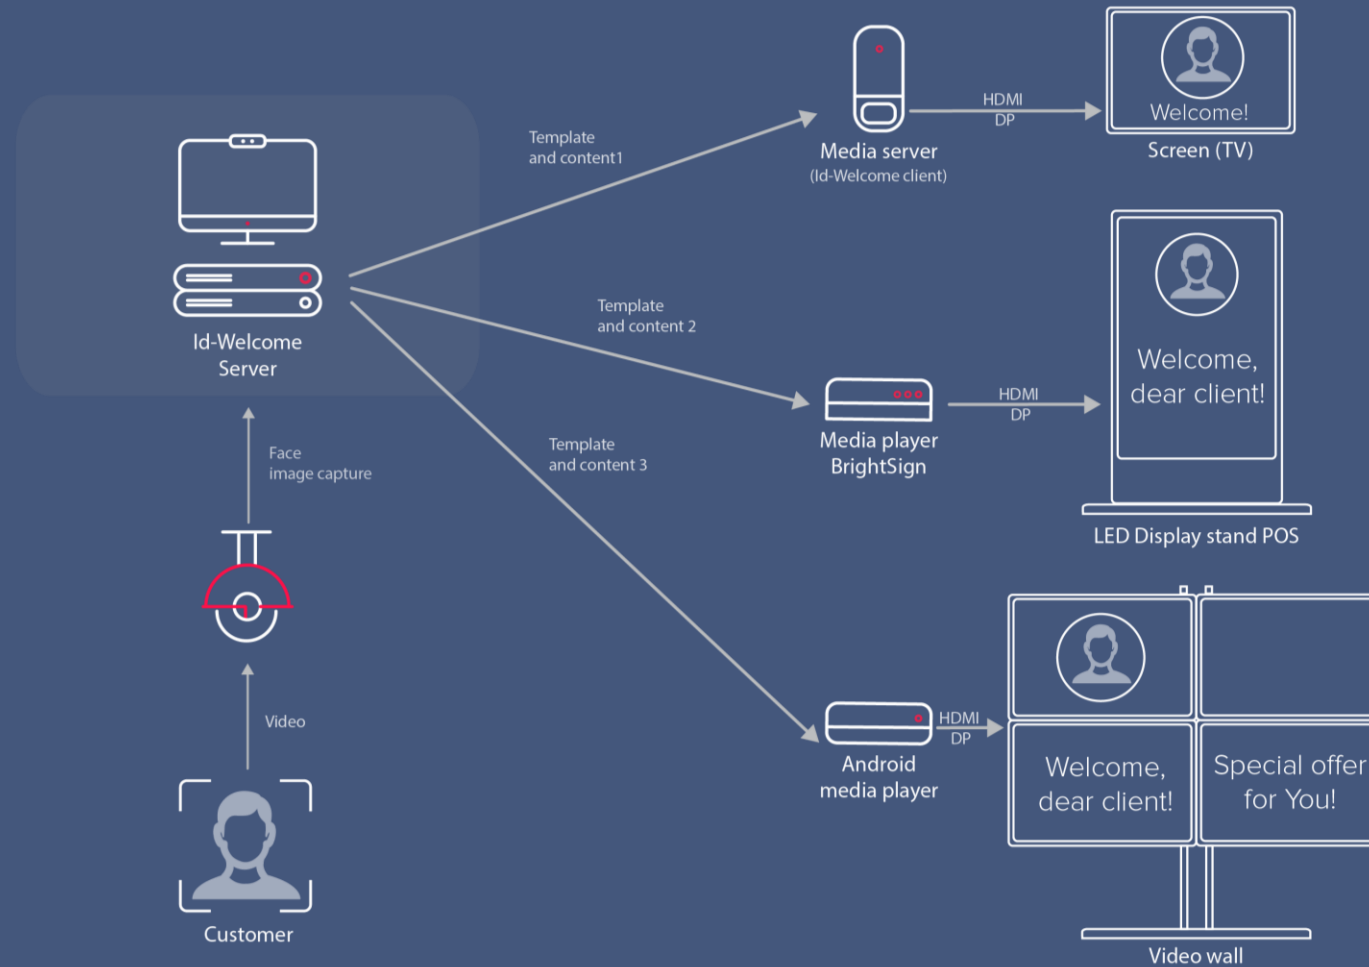 Template
and content1
Media server
(Id-Welcome client)
HDMI
DP
Welcome!
Screen (TV)
Id-Welcome
Server
Template
and content 2
Media player
BrightSign
HDMI
DP
Welcome,
dear client!
LED Display stand POS
Face
image capture
Template
and content 3
Video
Android
media player
HDMI
DP
Welcome,
dear client!
Special offer
for You!
Video wall
Customer